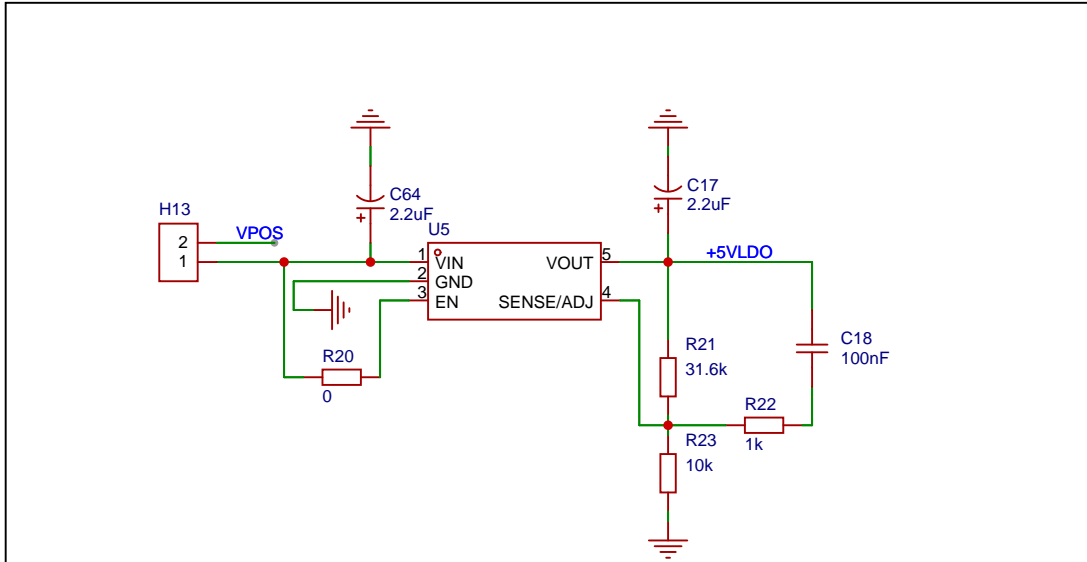 C64
2.2uF
C17
2.2uF
H13
2
1
VPOS
U5
1
VIN
2
GND
3
EN
VOUT
5
SENSE/ADJ
4
+5VLDO
R20
0
R21
31.6k
C18
100nF
R22
1k
R23
10k
+
+